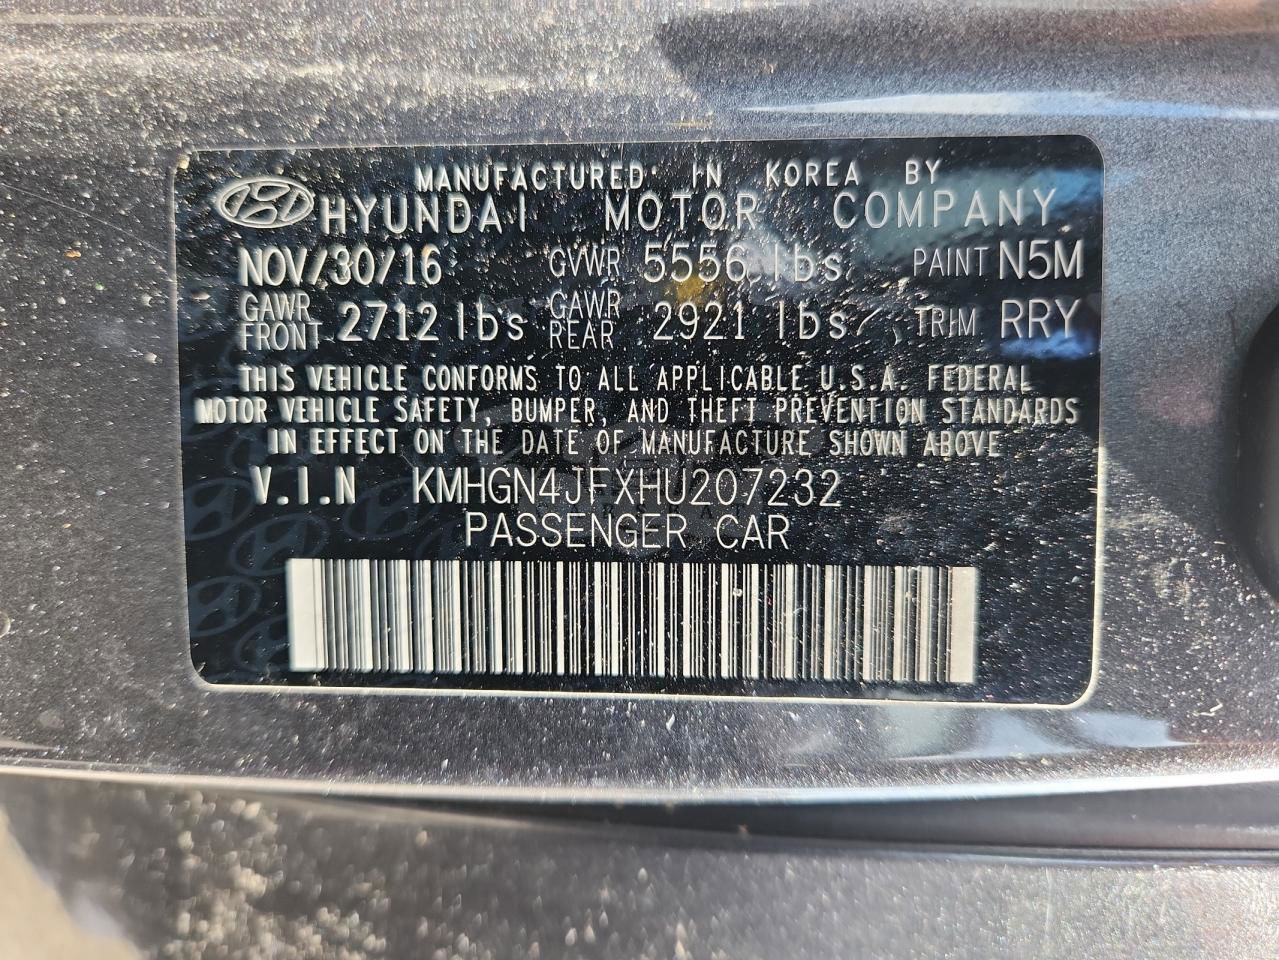 MANUFACTURED IN KOREA BY
HYUNDAI MOTOR COMPANY
NOV/30/16 GVWR 5556 lbs PAINT N5M
GAWR FRONT 2712 lbs GAWR REAR 2921 lbs TRIM RRY
THIS VEHICLE CONFORMS TO ALL APPLICABLE U.S.A. FEDERAL
MOTOR VEHICLE SAFETY, BUMPER, AND THEFT PREVENTION STANDARDS
IN EFFECT ON THE DATE OF MANUFACTURE SHOWN ABOVE
V.I.N KMHGN4JFXHU207232
PASSENGER CAR